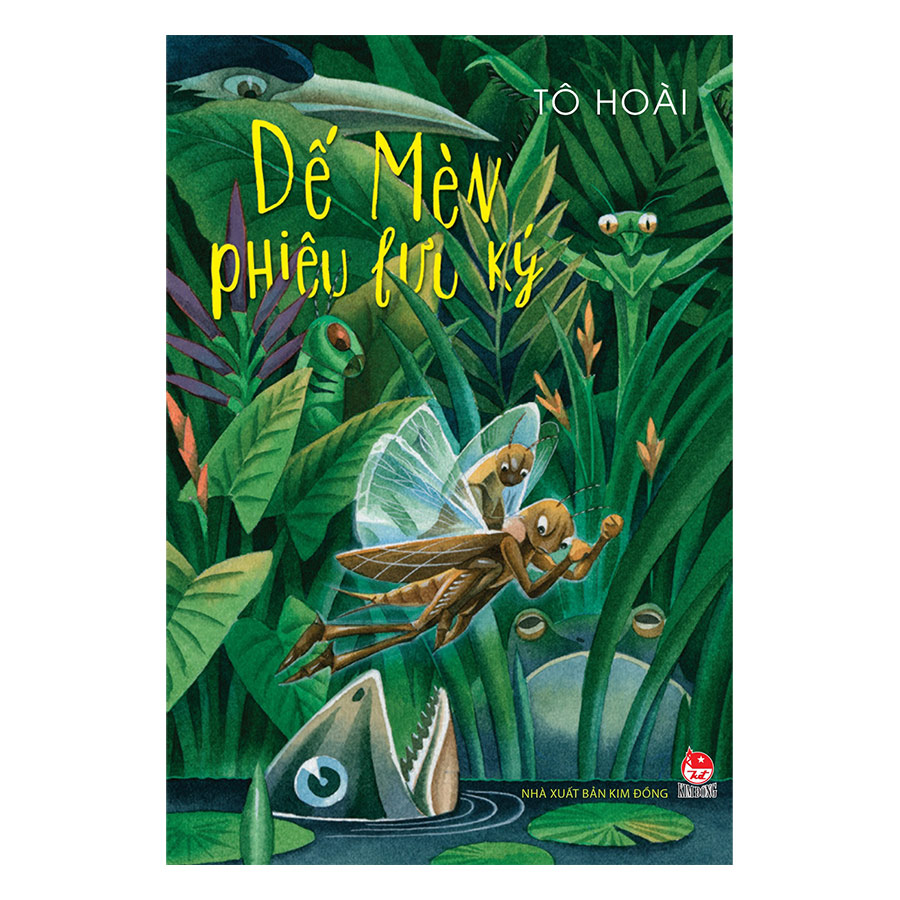 TÔ HOÀI
Dế Mèn
phiêu lưu ký
NHÀ XUẤT BẢN KIM ĐỒNG
KIM ĐỒNG